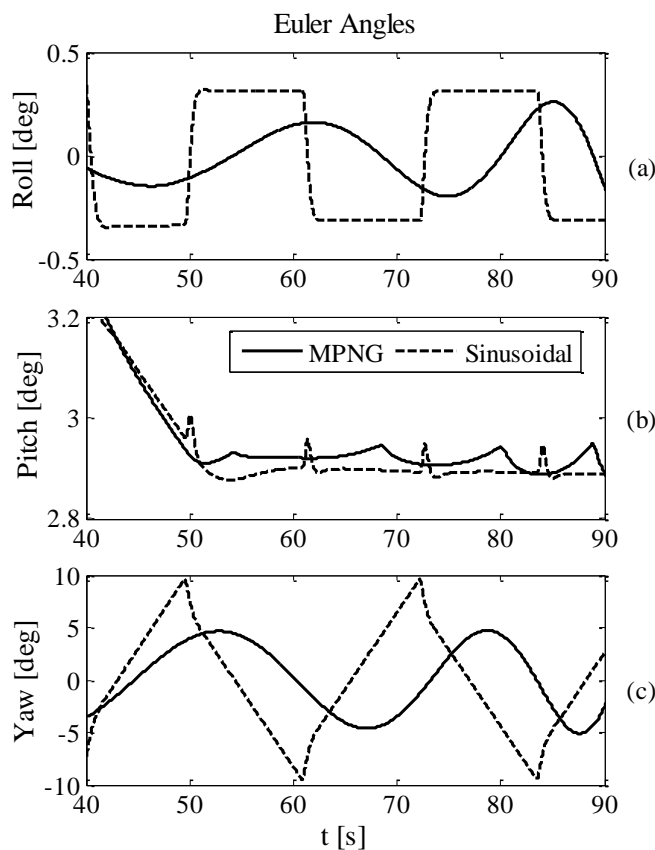 Euler Angles
0.5
0
-0.5
Roll [deg]
40 50 60 70 80 90
(a)
3.2
3
2.8
Pitch [deg]
MPNG Sinusoidal
40 50 60 70 80 90
(b)
10
5
0
-5
-10
Yaw [deg]
40 50 60 70 80 90
(c)
t [s]